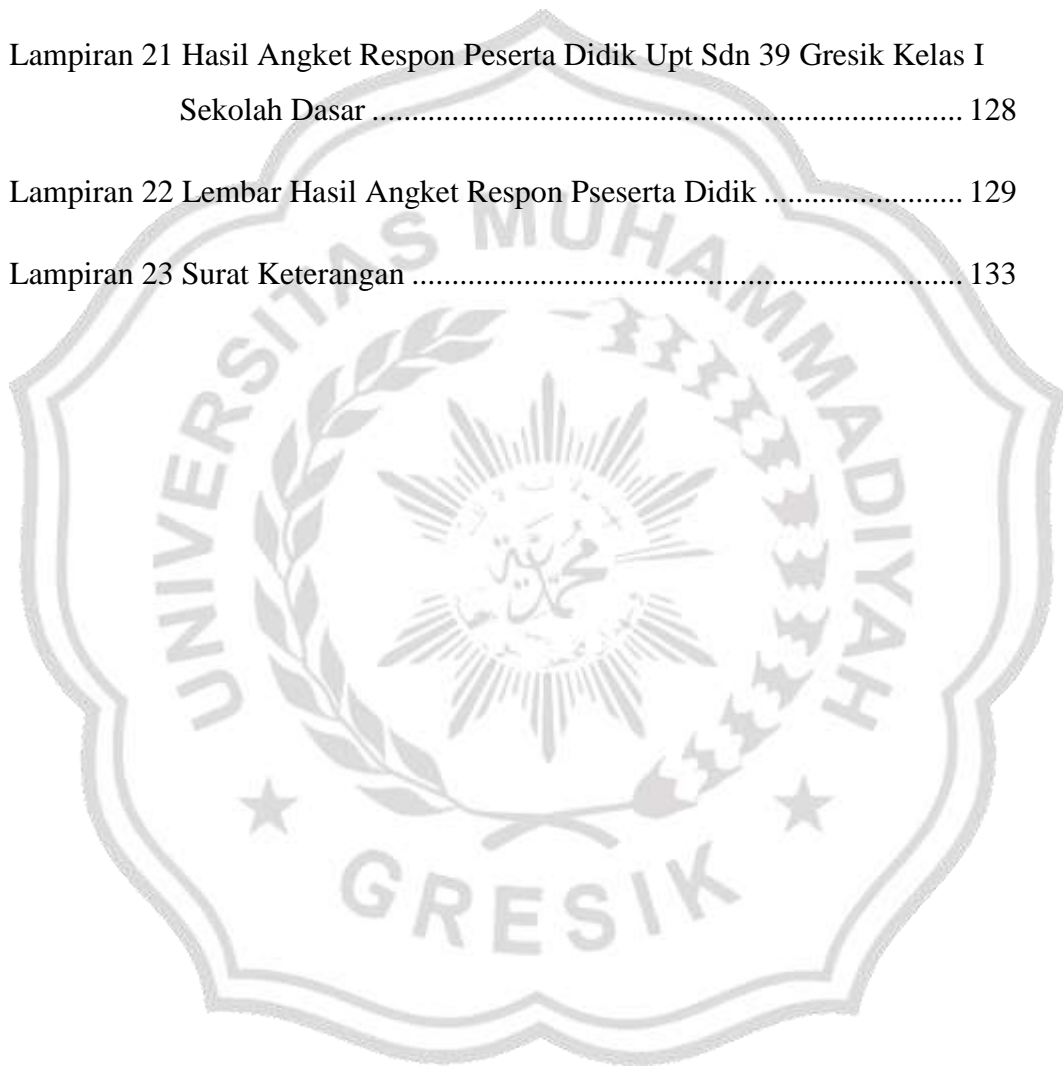 Lampiran 21 Hasil Angket Respon Peserta Didik Upt Sdn 39 Gresik Kelas I
Sekolah Dasar ................................................................... 128
Lampiran 22 Lembar Hasil Angket Respon Pseserta Didik ........................ 129
Lampiran 23 Surat Keterangan ............................................................... 133
UNIVERSITAS MUHAMMADIYAH
GRESIK